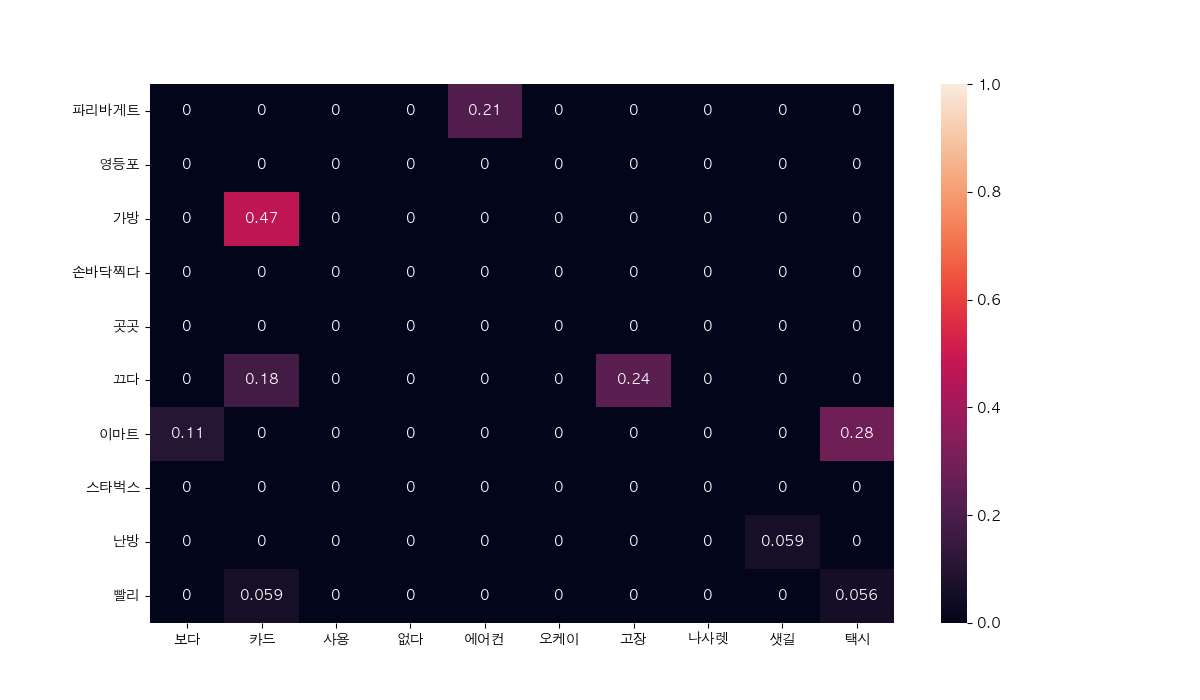 파리바게트 0 0 0 0 0.21 0 0 0 0 0
영등포 0 0 0 0 0 0 0 0 0 0
가방 0 0.47 0 0 0 0 0 0 0 0
손바닥찍다 0 0 0 0 0 0 0 0 0 0
곳곳 0 0 0 0 0 0 0 0 0 0
끄다 0 0.18 0 0 0 0 0.24 0 0 0
이마트 0.11 0 0 0 0 0 0 0 0 0.28
스타벅스 0 0 0 0 0 0 0 0 0 0
난방 0 0 0 0 0 0 0 0 0.059 0
빨리 0 0.059 0 0 0 0 0 0 0 0.056
보다 카드 사용 없다 에어컨 오케이 고장 나사렛 샛길 택시
1.0
0.8
0.6
0.4
0.2
0.0